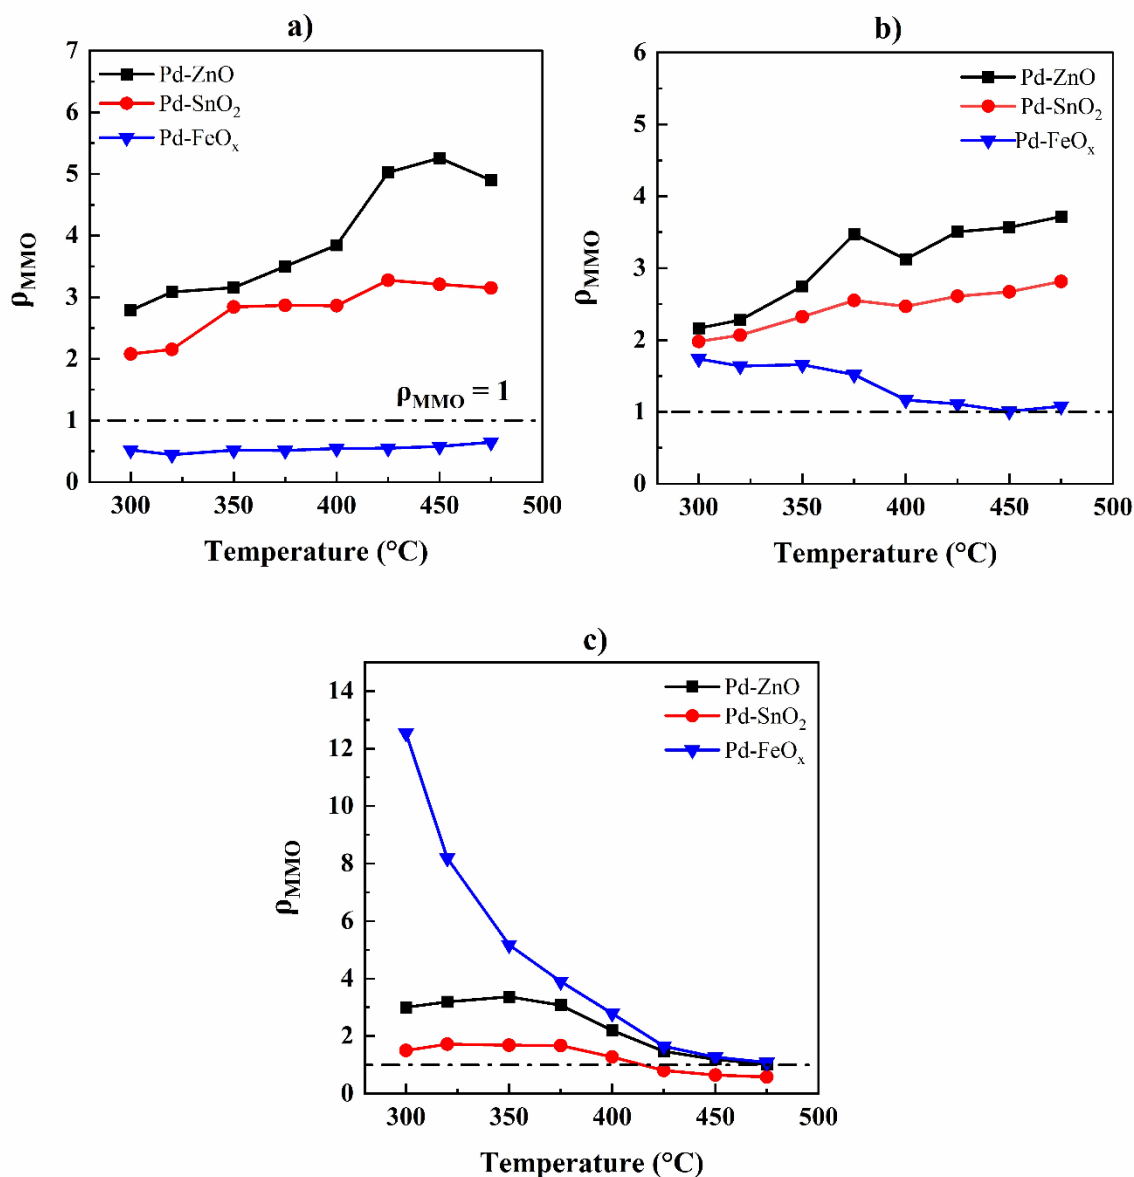 a)
7
6
5
4
3
2
1
0
ρMMO
Pd-ZnO
Pd-SnO2
Pd-FeOx
ρMMO = 1
300 350 400 450 500
Temperature (°C)
b)
6
5
4
3
2
1
0
ρMMO
Pd-ZnO
Pd-SnO2
Pd-FeOx
300 350 400 450 500
Temperature (°C)
c)
14
12
10
8
6
4
2
0
ρMMO
Pd-ZnO
Pd-SnO2
Pd-FeOx
300 350 400 450 500
Temperature (°C)